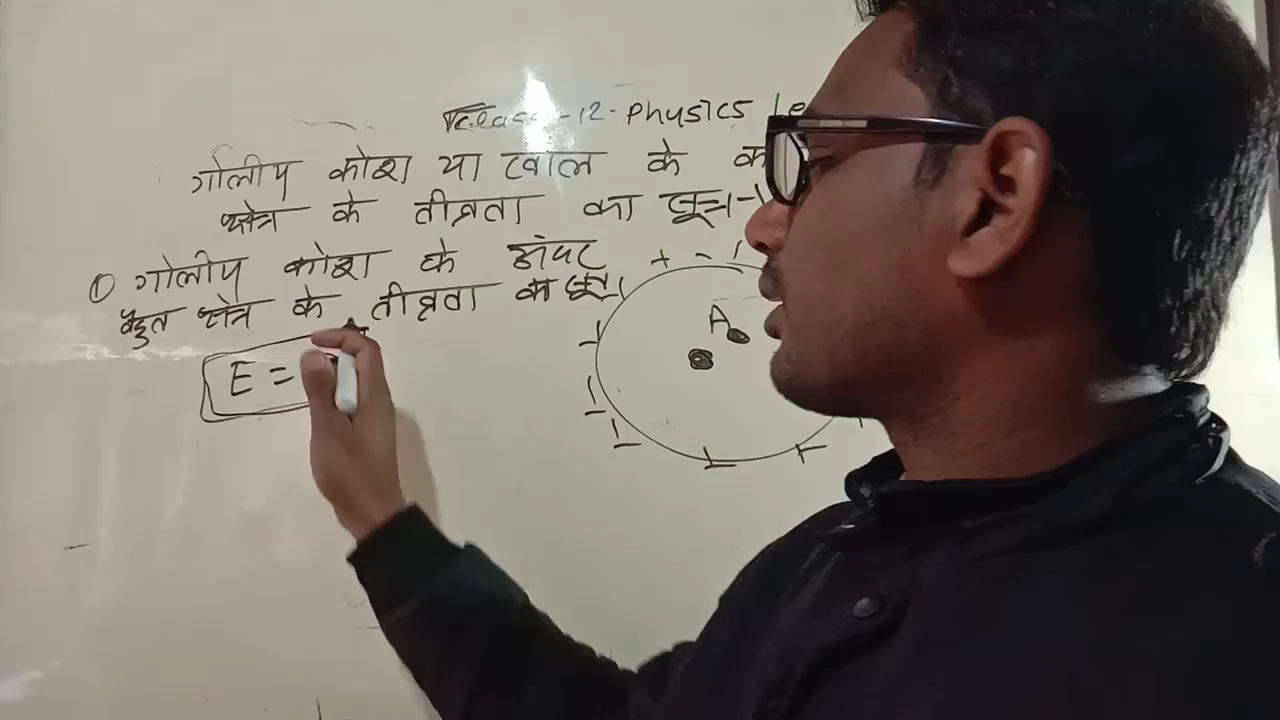 Class-12- Physics Le
गोलीय कोश या खोल के क
क्षेत्र के तीव्रता का सूत्र-
① गोलीय कोश के अंदर
वैद्युत क्षेत्र के तीव्रता का सूत्र
E =
A